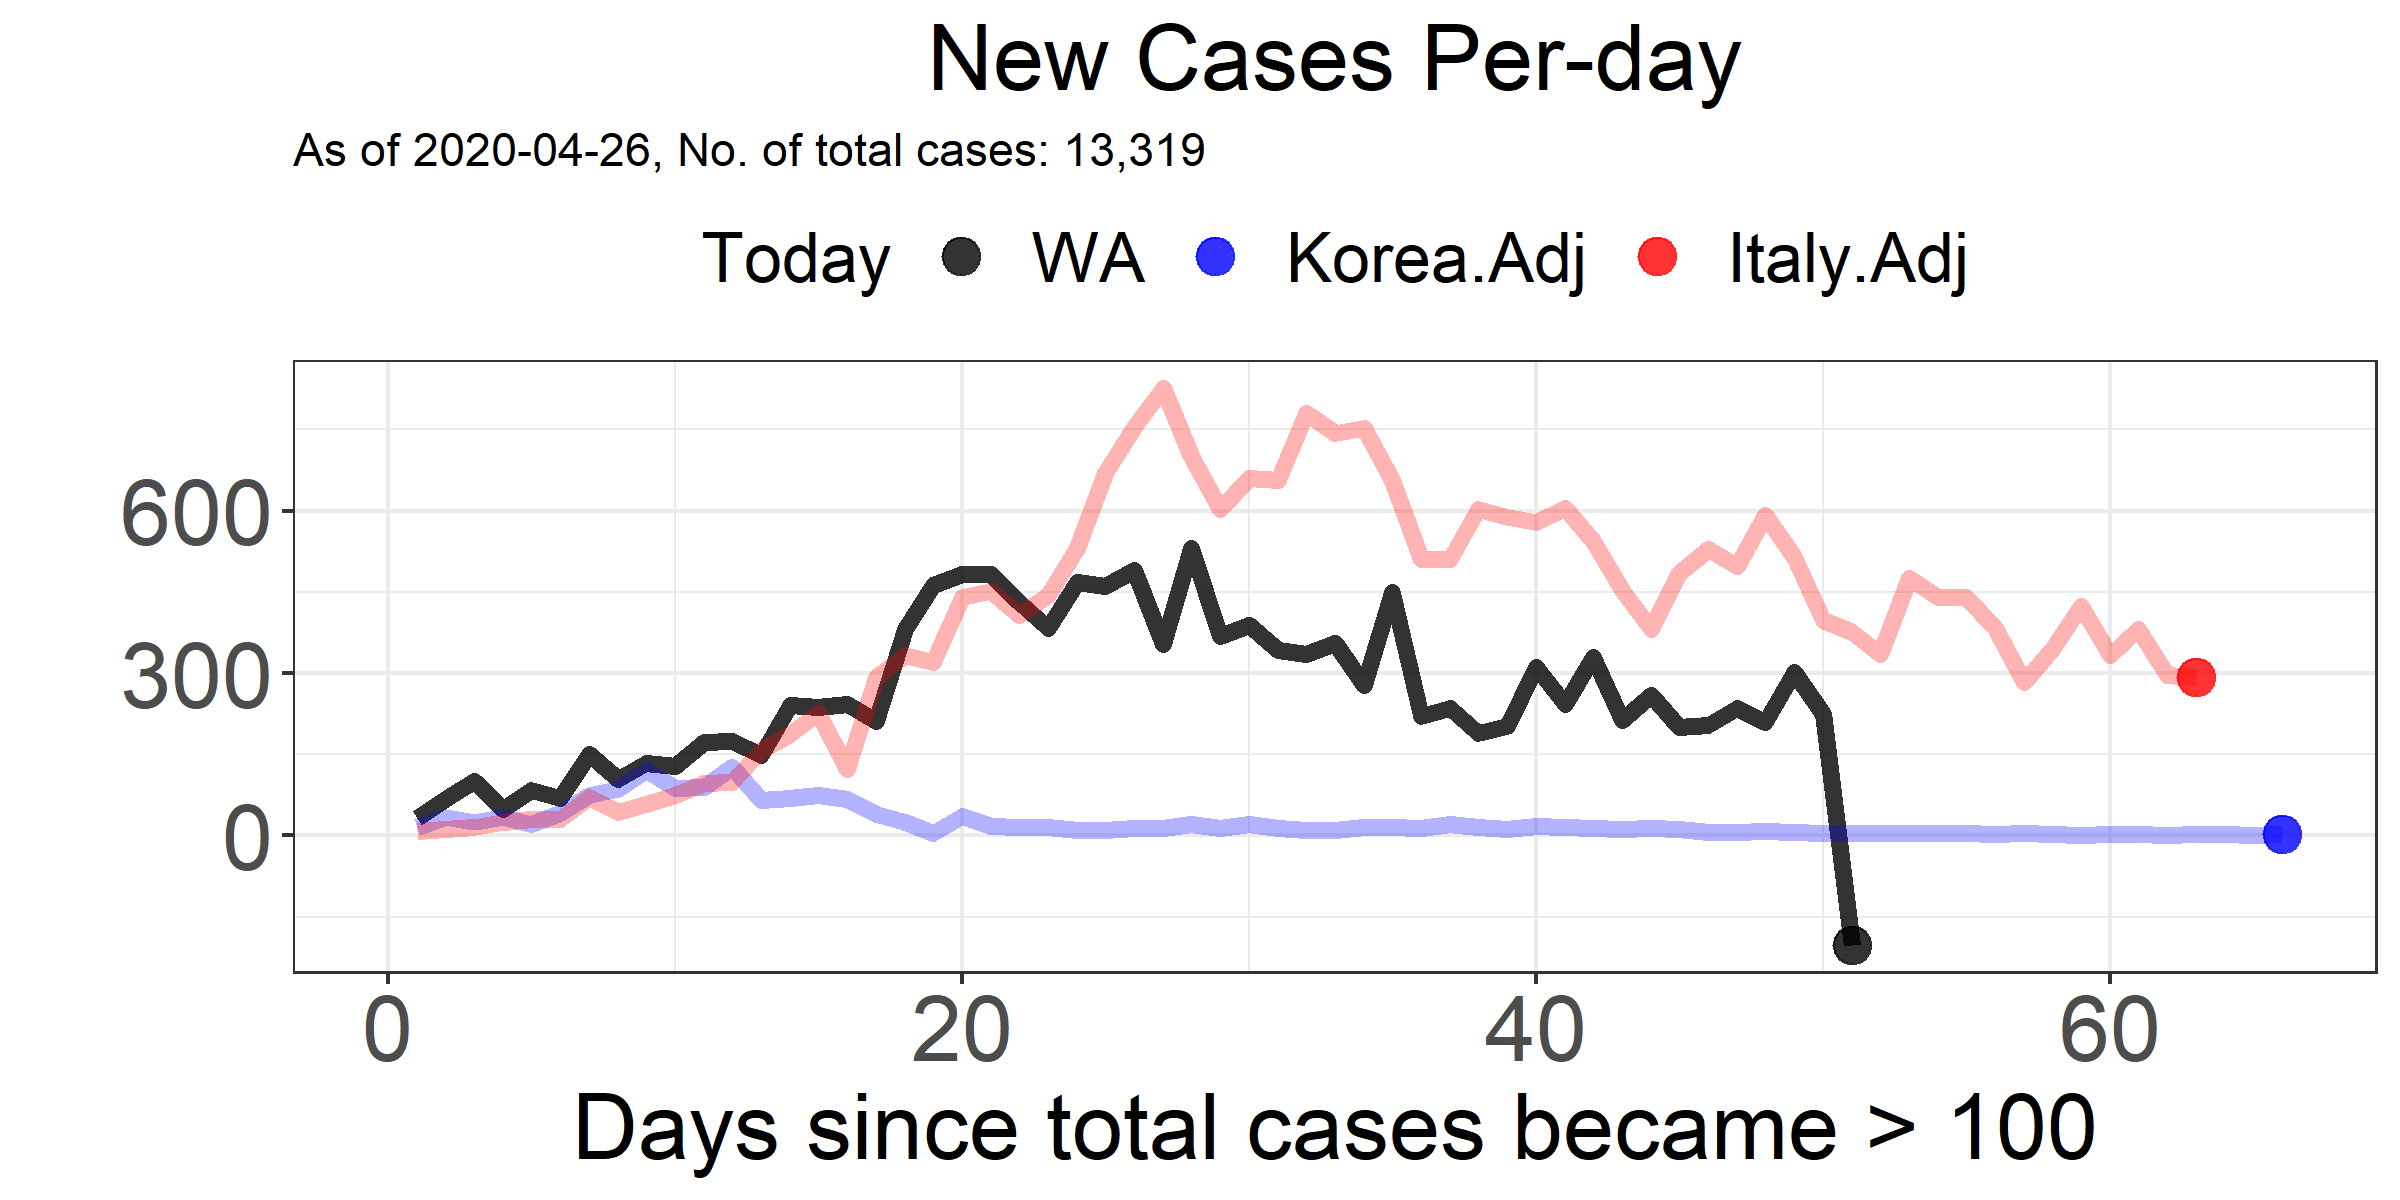 New Cases Per-day
As of 2020-04-26, No. of total cases: 13,319
Today WA Korea.Adj Italy.Adj
600
300
0
0 20 40 60
Days since total cases became > 100